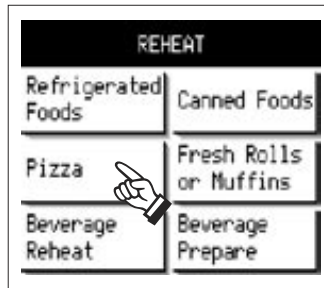 REHEAT
Refrigerated
Foods
Canned Foods
Pizza
Fresh Rolls
or Muffins
Beverage
Reheat
Beverage
Prepare